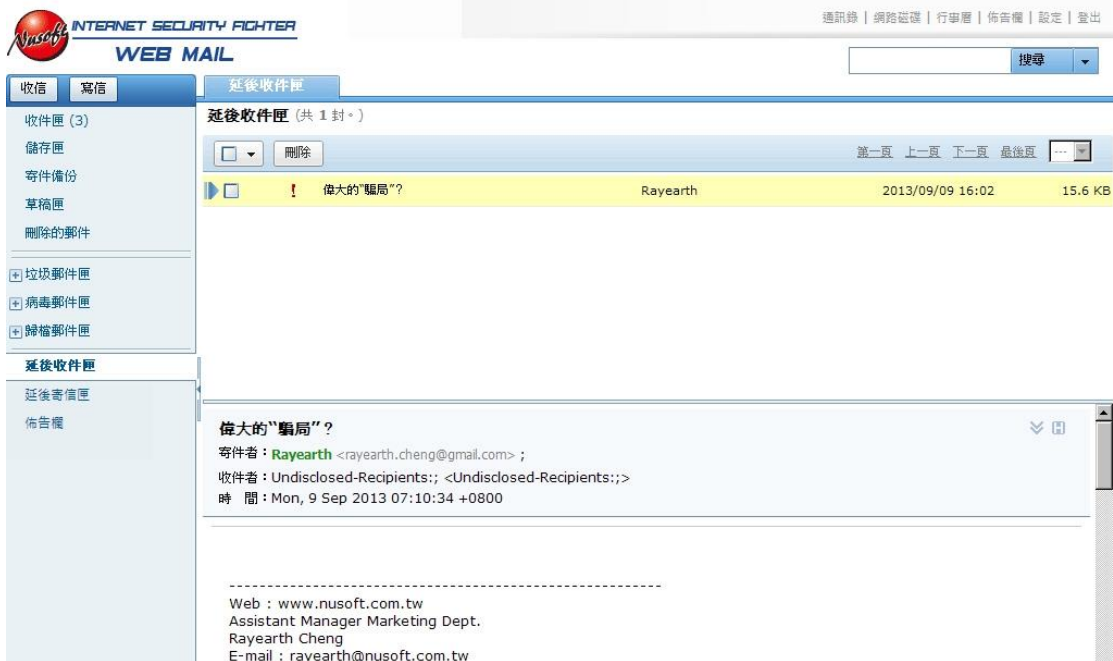 Nusoft INTERNET SECURITY FIGHTER
WEB MAIL
通訊錄 | 網路磁碟 | 行事曆 | 佈告欄 | 設定 | 登出
搜尋
收信 寫信
收件匣 (3)
儲存匣
寄件備份
草稿匣
刪除的郵件
垃圾郵件匣
病毒郵件匣
歸檔郵件匣
延後收件匣
延後寄信匣
佈告欄
延後收件匣
延後收件匣 (共 1 封。)
刪除
第一頁 上一頁 下一頁 最後頁 ---
! 偉大的"騙局"? Rayearth 2013/09/09 16:02 15.6 KB
偉大的“騙局”?
寄件者:Rayearth <rayearth.cheng@gmail.com> ;
收件者:Undisclosed-Recipients:; <Undisclosed-Recipients:;>
時 間:Mon, 9 Sep 2013 07:10:34 +0800
---------------------------------------------------------
Web : www.nusoft.com.tw
Assistant Manager Marketing Dept.
Rayearth Cheng
E-mail : rayearth@nusoft.com.tw